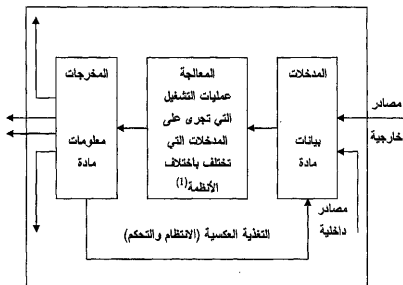 المدخلات
بيانات
مادة
المعالجة
عمليات التشغيل
التي تجرى على
المدخلات التي
تختلف باختلاف
الأنظمة(1)
المخرجات
معلومات
مادة
مصادر
خارجية
مصادر
داخلية
التغذية العكسية (الانتظام والتحكم)